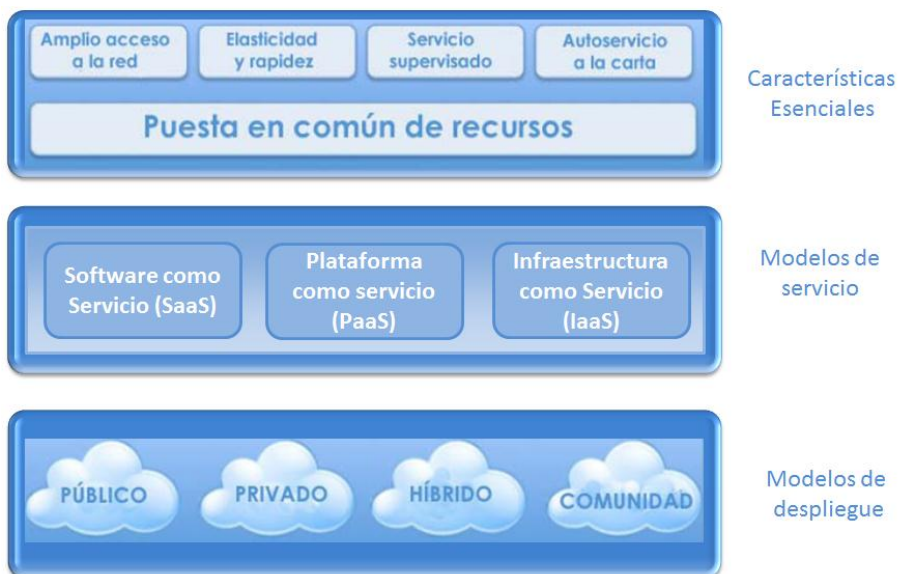 Amplio acceso
a la red
Elasticidad
y rapidez
Servicio
supervisado
Autoservicio
a la carta
Puesta en común de recursos
Características
Esenciales
Software como
Servicio (SaaS)
Plataforma
como servicio
(PaaS)
Infraestructura
como Servicio
(IaaS)
Modelos de
servicio
PÚBLICO
PRIVADO
HÍBRIDO
COMUNIDAD
Modelos de
despliegue